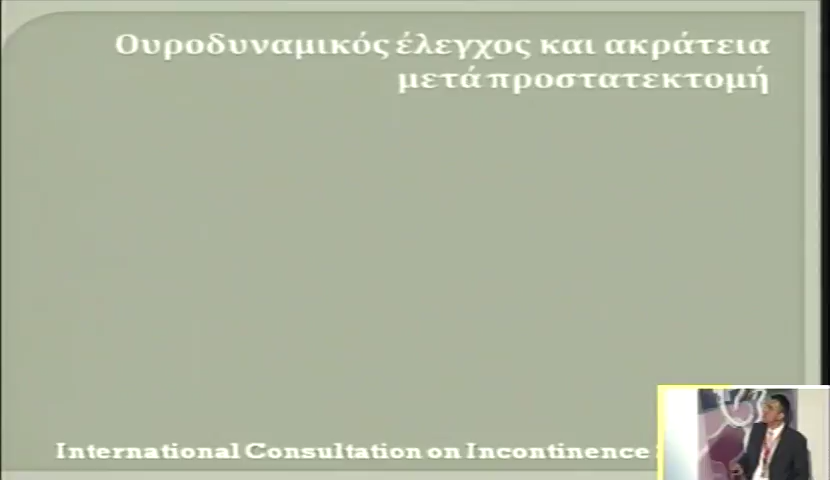 Ουροδυναμικός έλεγχος και ακράτεια
μετά προστατεκτομή
International Consultation on Incontinence